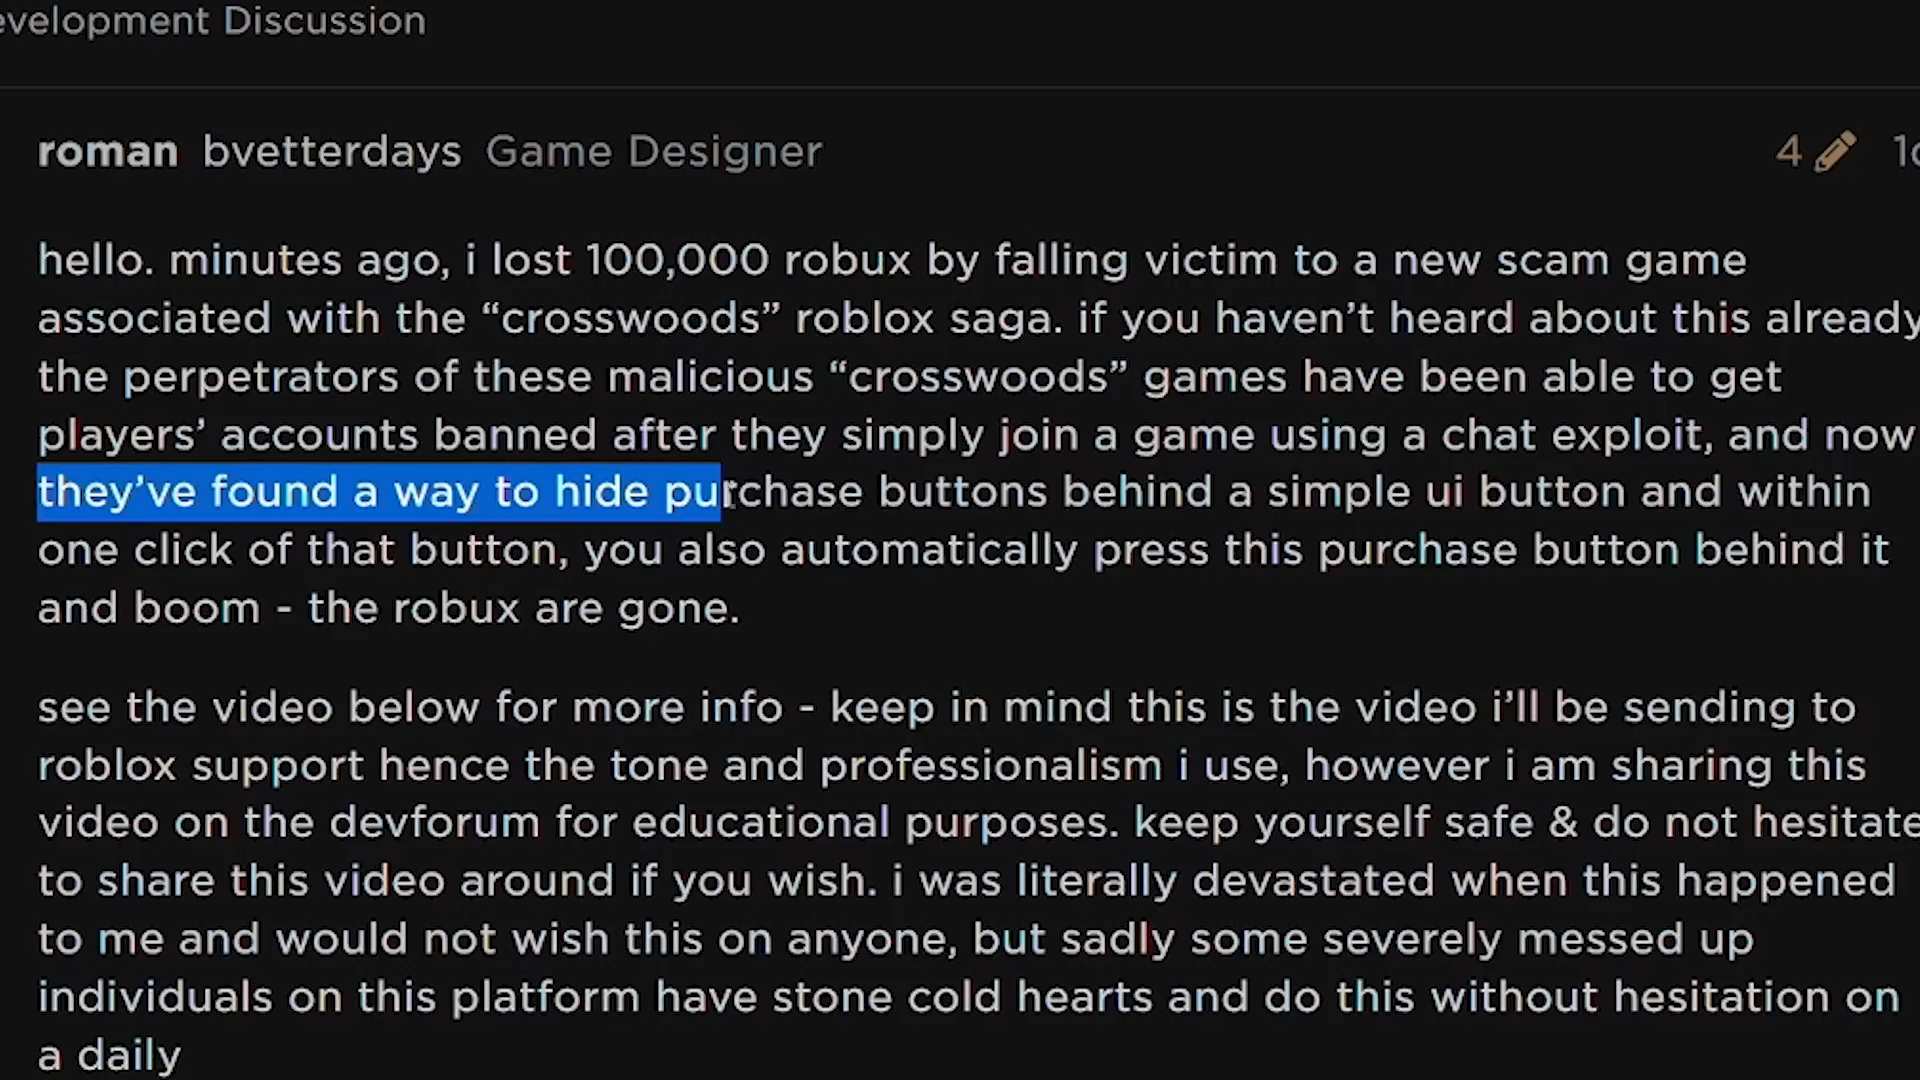 evelopment Discussion
roman bvetterdays Game Designer 4
hello. minutes ago, i lost 100,000 robux by falling victim to a new scam game
associated with the “crosswoods” roblox saga. if you haven’t heard about this already
the perpetrators of these malicious “crosswoods” games have been able to get
players’ accounts banned after they simply join a game using a chat exploit, and now
they’ve found a way to hide purchase buttons behind a simple ui button and within
one click of that button, you also automatically press this purchase button behind it
and boom - the robux are gone.
see the video below for more info - keep in mind this is the video i’ll be sending to
roblox support hence the tone and professionalism i use, however i am sharing this
video on the devforum for educational purposes. keep yourself safe & do not hesitate
to share this video around if you wish. i was literally devastated when this happened
to me and would not wish this on anyone, but sadly some severely messed up
individuals on this platform have stone cold hearts and do this without hesitation on
a daily